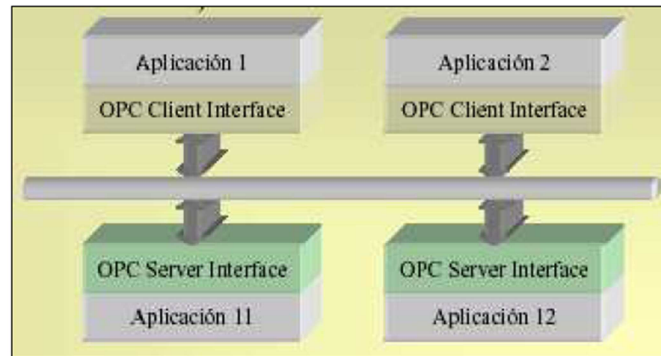 Aplicación 1
OPC Client Interface
Aplicación 2
OPC Client Interface
OPC Server Interface
Aplicación 11
OPC Server Interface
Aplicación 12